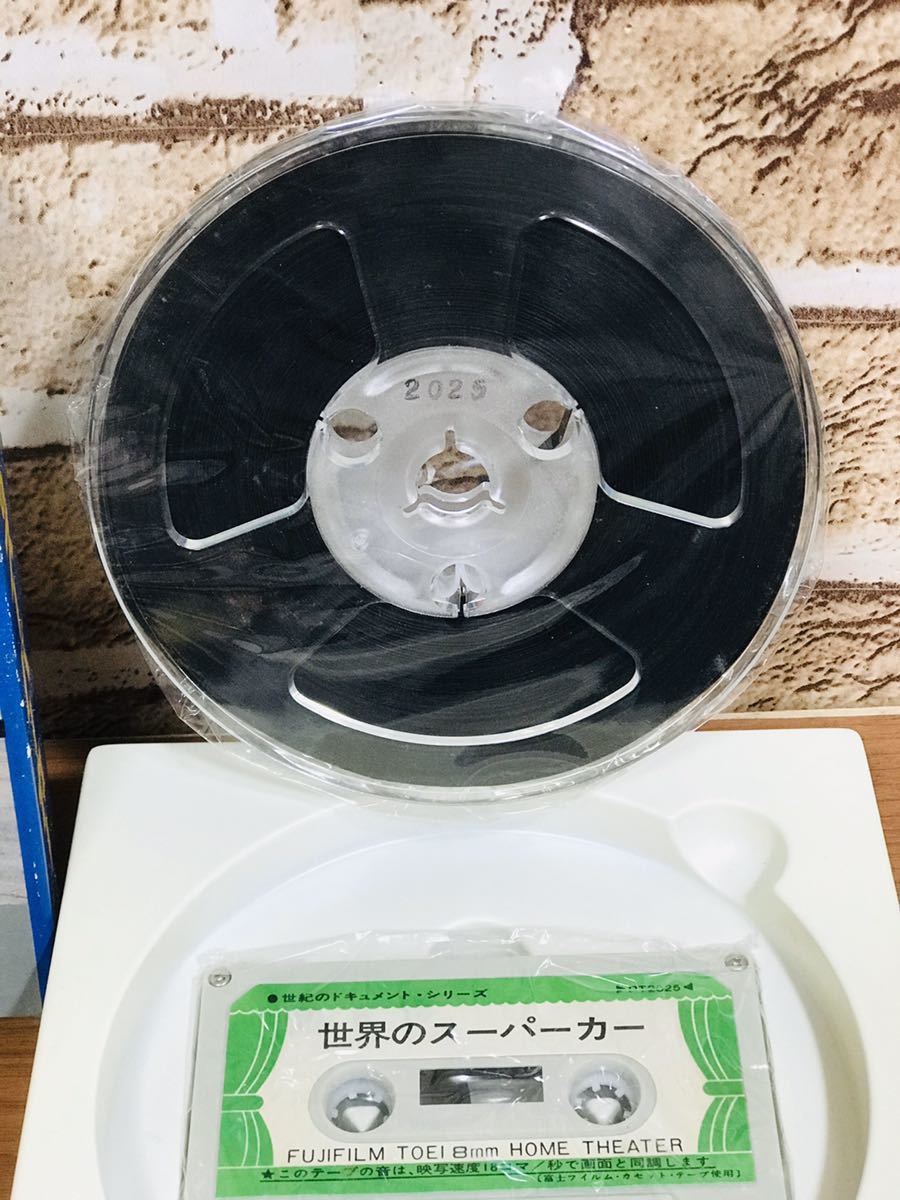 2025
●世紀のドキュメント・シリーズ
▶PT2025◀
世界のスーパーカー
FUJIFILM TOEI 8mm HOME THEATER
★このテープの音は、映写速度18コマ/秒で画面と同調します
(富士フイルム・カセット・テープ使用)